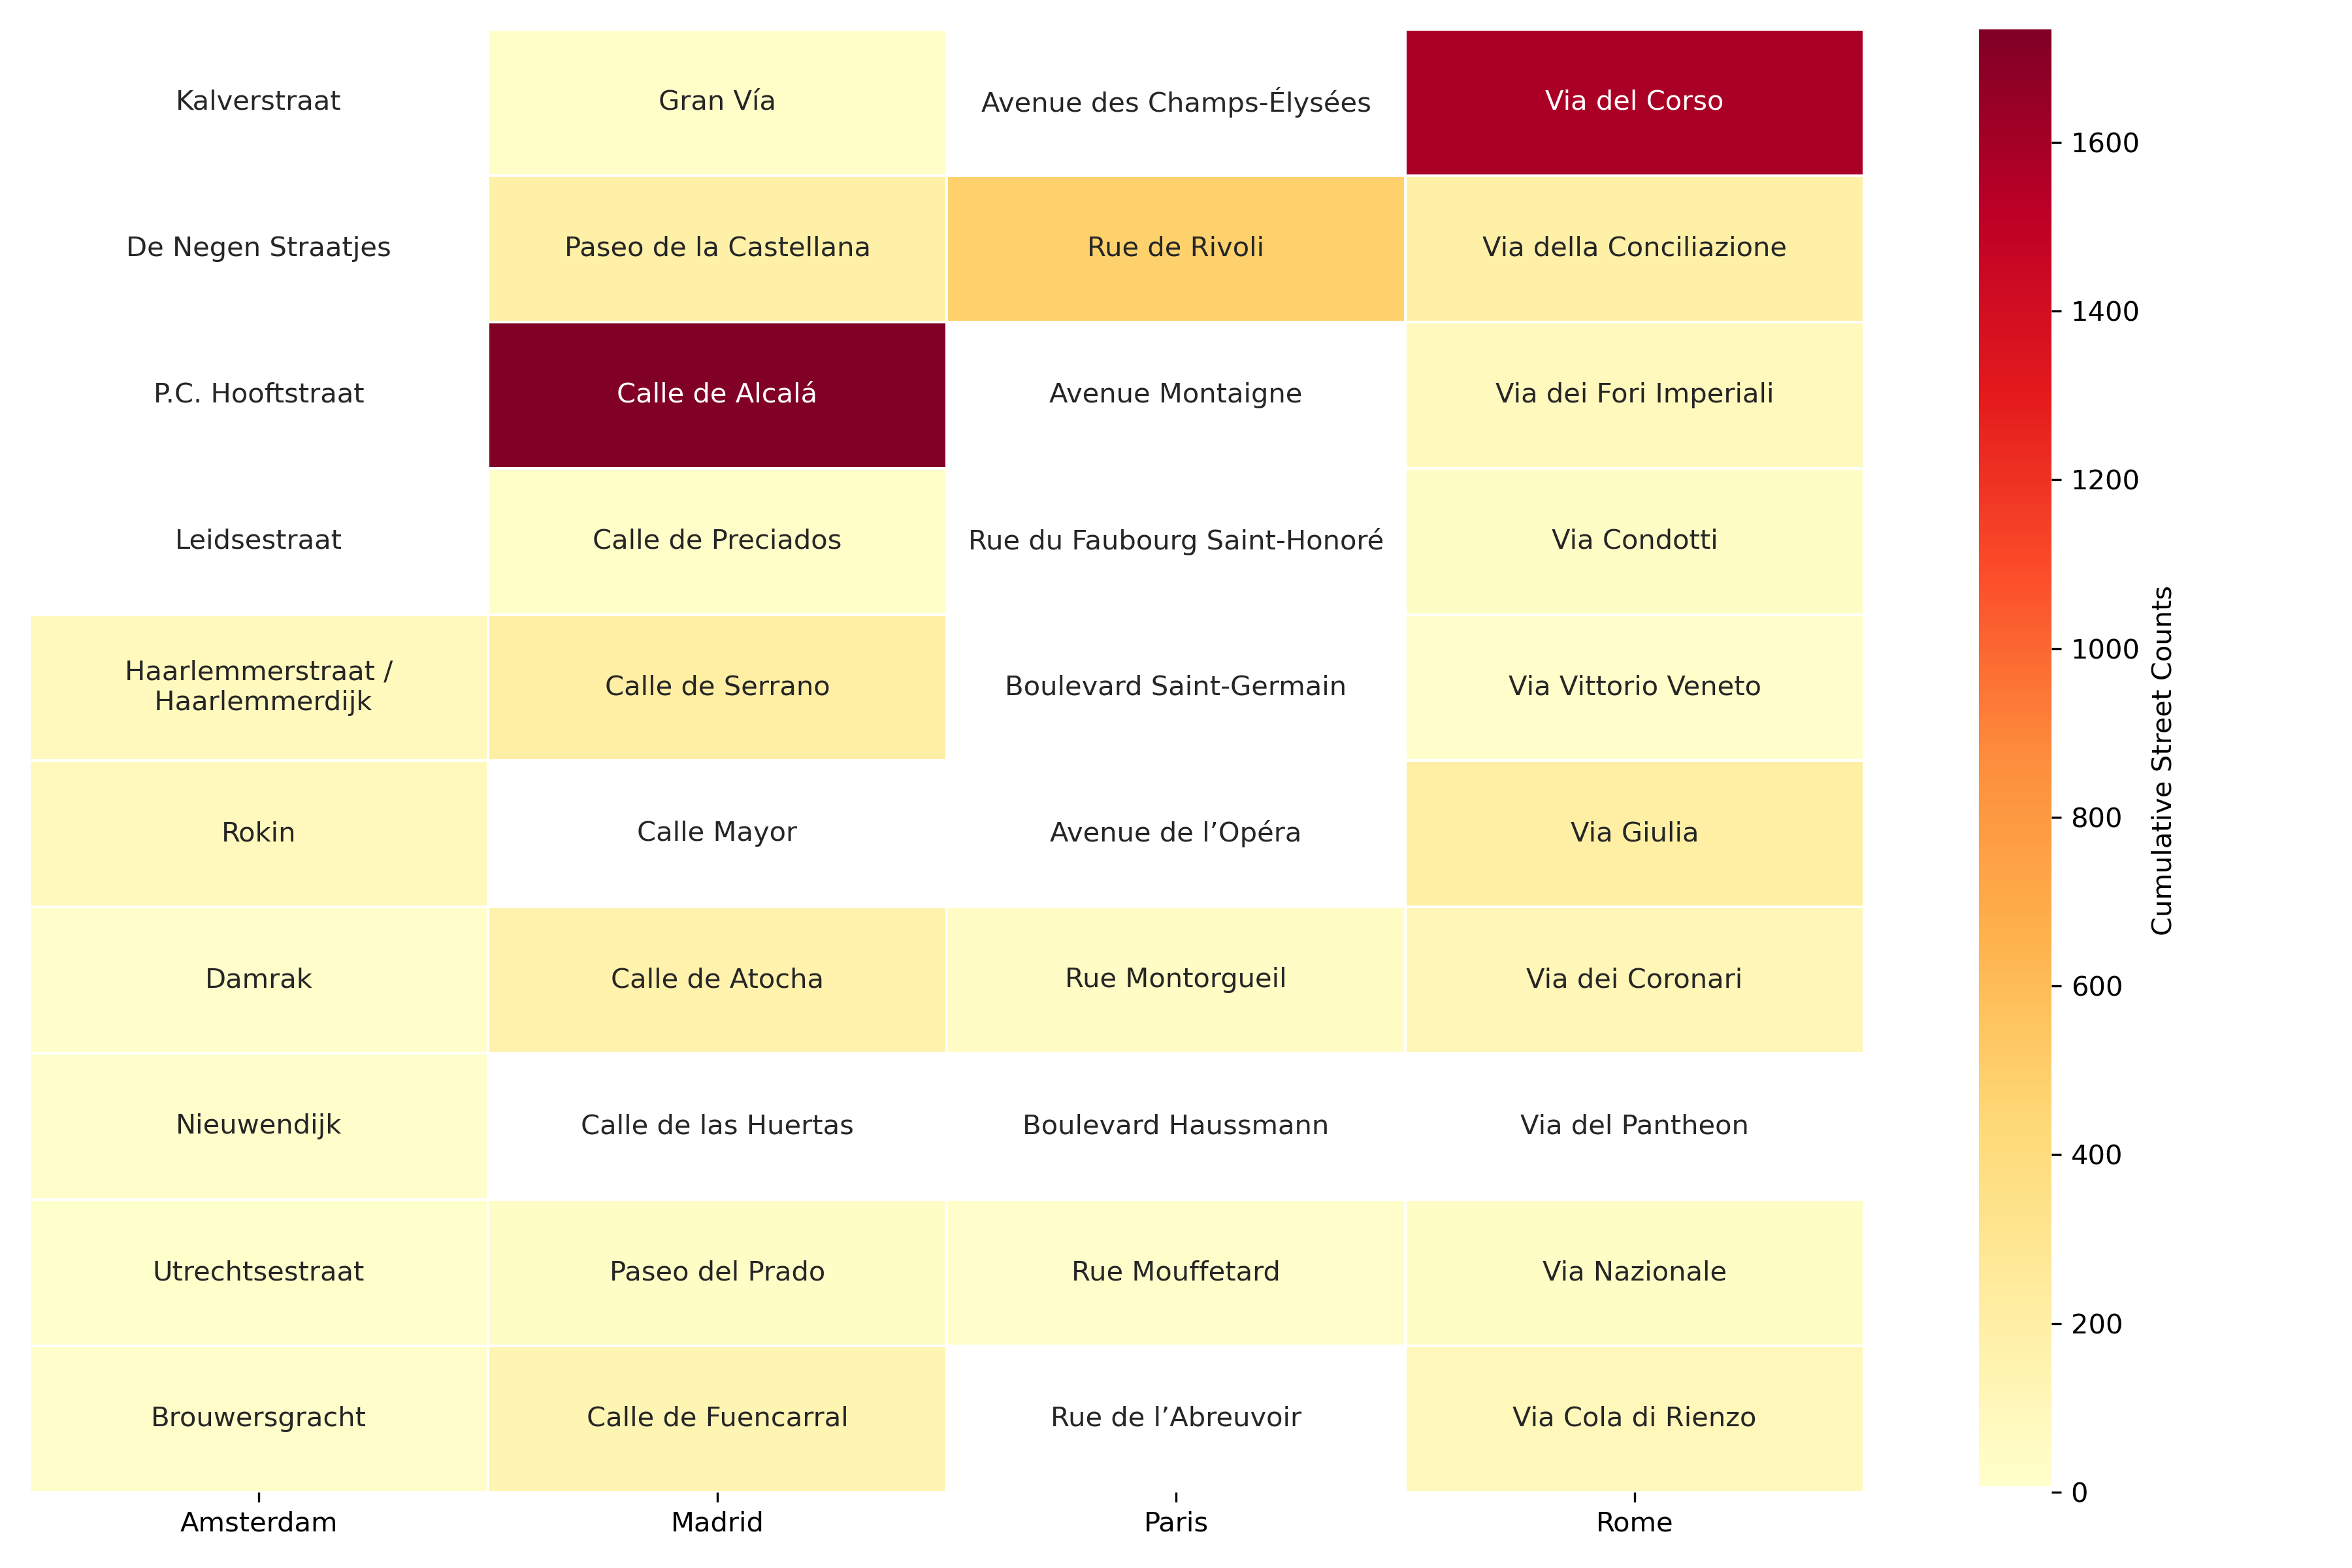 Kalverstraat
Gran Vía
Avenue des Champs-Élysées
Via del Corso
De Negen Straatjes
Paseo de la Castellana
Rue de Rivoli
Via della Conciliazione
P.C. Hooftstraat
Calle de Alcalá
Avenue Montaigne
Via dei Fori Imperiali
Leidsestraat
Calle de Preciados
Rue du Faubourg Saint-Honoré
Via Condotti
Haarlemmerstraat /
Haarlemmerdijk
Calle de Serrano
Boulevard Saint-Germain
Via Vittorio Veneto
Rokin
Calle Mayor
Avenue de l’Opéra
Via Giulia
Damrak
Calle de Atocha
Rue Montorgueil
Via dei Coronari
Nieuwendijk
Calle de las Huertas
Boulevard Haussmann
Via del Pantheon
Utrechtsestraat
Paseo del Prado
Rue Mouffetard
Via Nazionale
Brouwersgracht
Calle de Fuencarral
Rue de l’Abreuvoir
Via Cola di Rienzo
Amsterdam
Madrid
Paris
Rome
1600
1400
1200
1000
800
600
400
200
0
Cumulative Street Counts